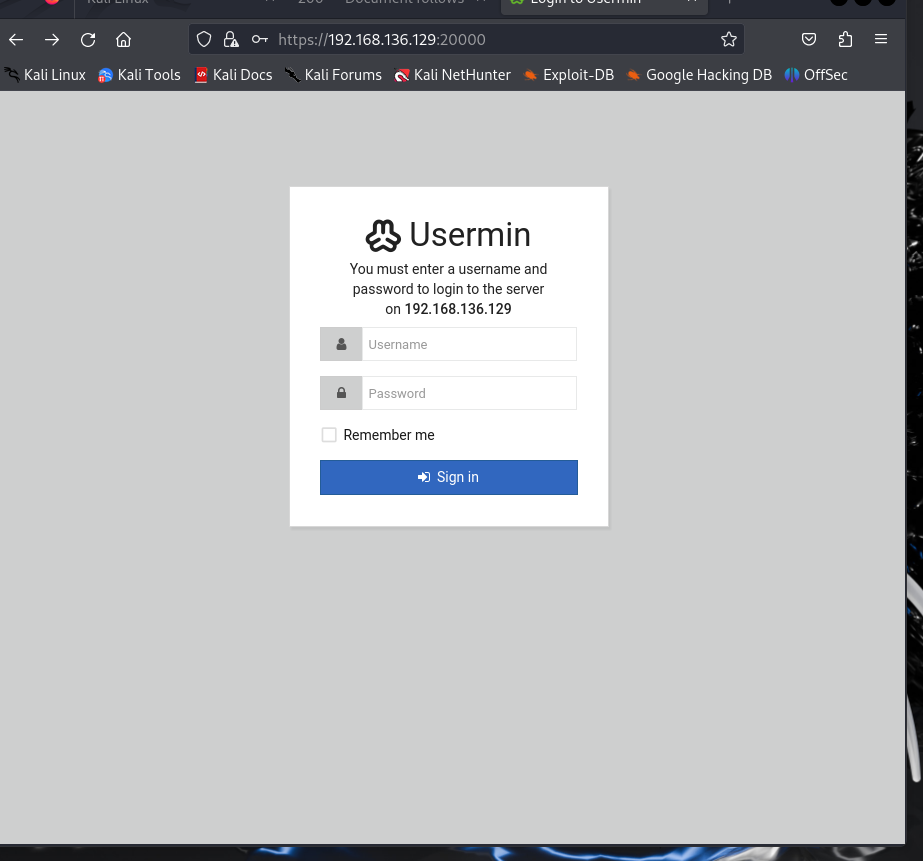 Kali Linux 200 Document follows Login to Usermin
https://192.168.136.129:20000
Kali Linux Kali Tools Kali Docs Kali Forums Kali NetHunter Exploit-DB Google Hacking DB OffSec
Usermin
You must enter a username and
password to login to the server
on 192.168.136.129
Username
Password
Remember me
Sign in